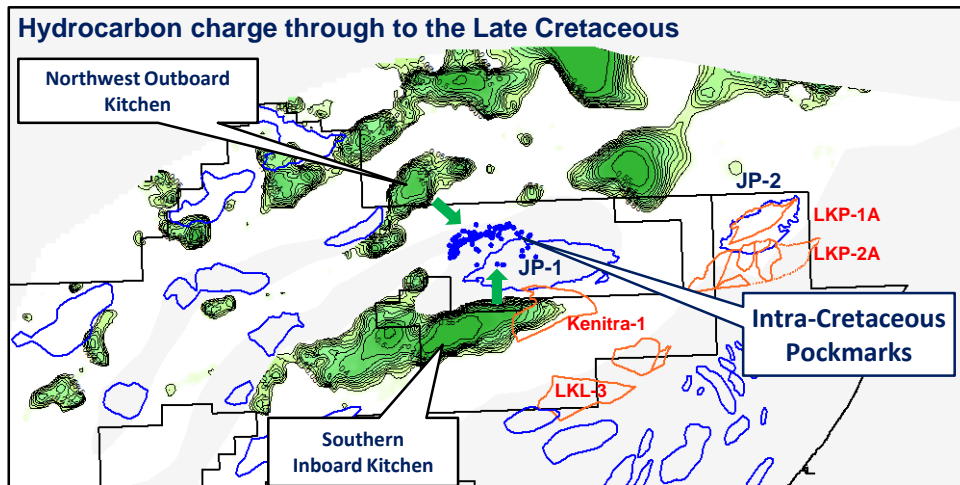 Hydrocarbon charge through to the Late Cretaceous
Northwest Outboard
Kitchen
JP-2
LKP-1A
LKP-2A
JP-1
Kenitra-1
Intra-Cretaceous
Pockmarks
LKL-3
Southern
Inboard Kitchen